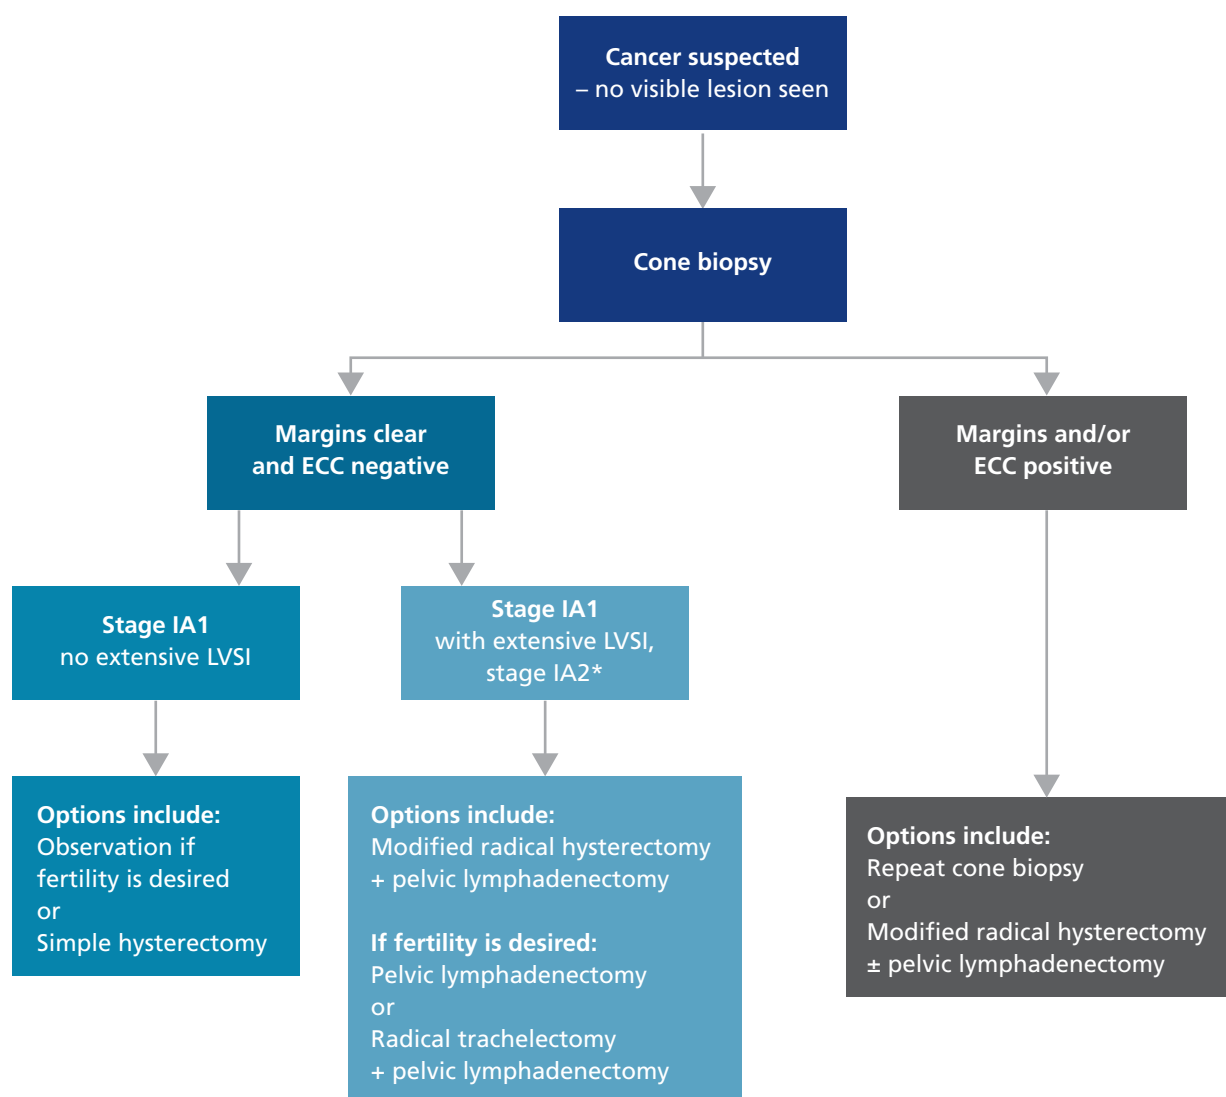 Cancer suspected
– no visible lesion seen
Cone biopsy
Margins clear
and ECC negative
Margins and/or
ECC positive
Stage IA1
no extensive LVSI
Stage IA1
with extensive LVSI,
stage IA2*
Options include:
Observation if
fertility is desired
or
Simple hysterectomy
Options include:
Modified radical hysterectomy
+ pelvic lymphadenectomy
If fertility is desired:
Pelvic lymphadenectomy
or
Radical trachelectomy
+ pelvic lymphadenectomy
Options include:
Repeat cone biopsy
or
Modified radical hysterectomy
± pelvic lymphadenectomy